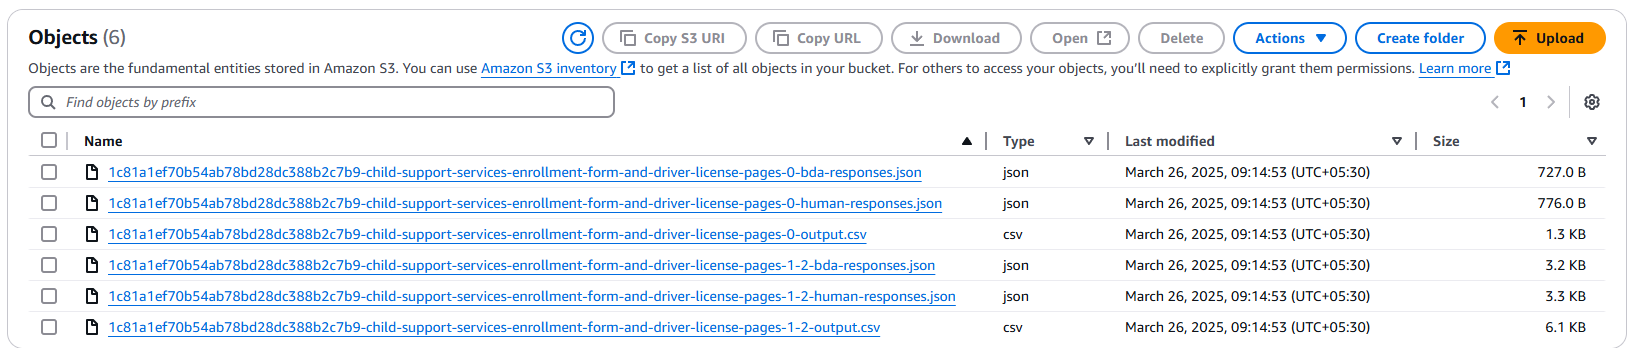 Objects (6) Copy S3 URI Copy URL Download Open Delete Actions Create folder Upload
Objects are the fundamental entities stored in Amazon S3. You can use Amazon S3 inventory to get a list of all objects in your bucket. For others to access your objects, you'll need to explicitly grant them permissions. Learn more
Find objects by prefix 1
Name Type Last modified Size
1c81a1ef70b54ab78bd28dc388b2c7b9-child-support-services-enrollment-form-and-driver-license-pages-0-bda-responses.json json March 26, 2025, 09:14:53 (UTC+05:30) 727.0 B
1c81a1ef70b54ab78bd28dc388b2c7b9-child-support-services-enrollment-form-and-driver-license-pages-0-human-responses.json json March 26, 2025, 09:14:53 (UTC+05:30) 776.0 B
1c81a1ef70b54ab78bd28dc388b2c7b9-child-support-services-enrollment-form-and-driver-license-pages-0-output.csv csv March 26, 2025, 09:14:53 (UTC+05:30) 1.3 KB
1c81a1ef70b54ab78bd28dc388b2c7b9-child-support-services-enrollment-form-and-driver-license-pages-1-2-bda-responses.json json March 26, 2025, 09:14:53 (UTC+05:30) 3.2 KB
1c81a1ef70b54ab78bd28dc388b2c7b9-child-support-services-enrollment-form-and-driver-license-pages-1-2-human-responses.json json March 26, 2025, 09:14:53 (UTC+05:30) 3.3 KB
1c81a1ef70b54ab78bd28dc388b2c7b9-child-support-services-enrollment-form-and-driver-license-pages-1-2-output.csv csv March 26, 2025, 09:14:53 (UTC+05:30) 6.1 KB